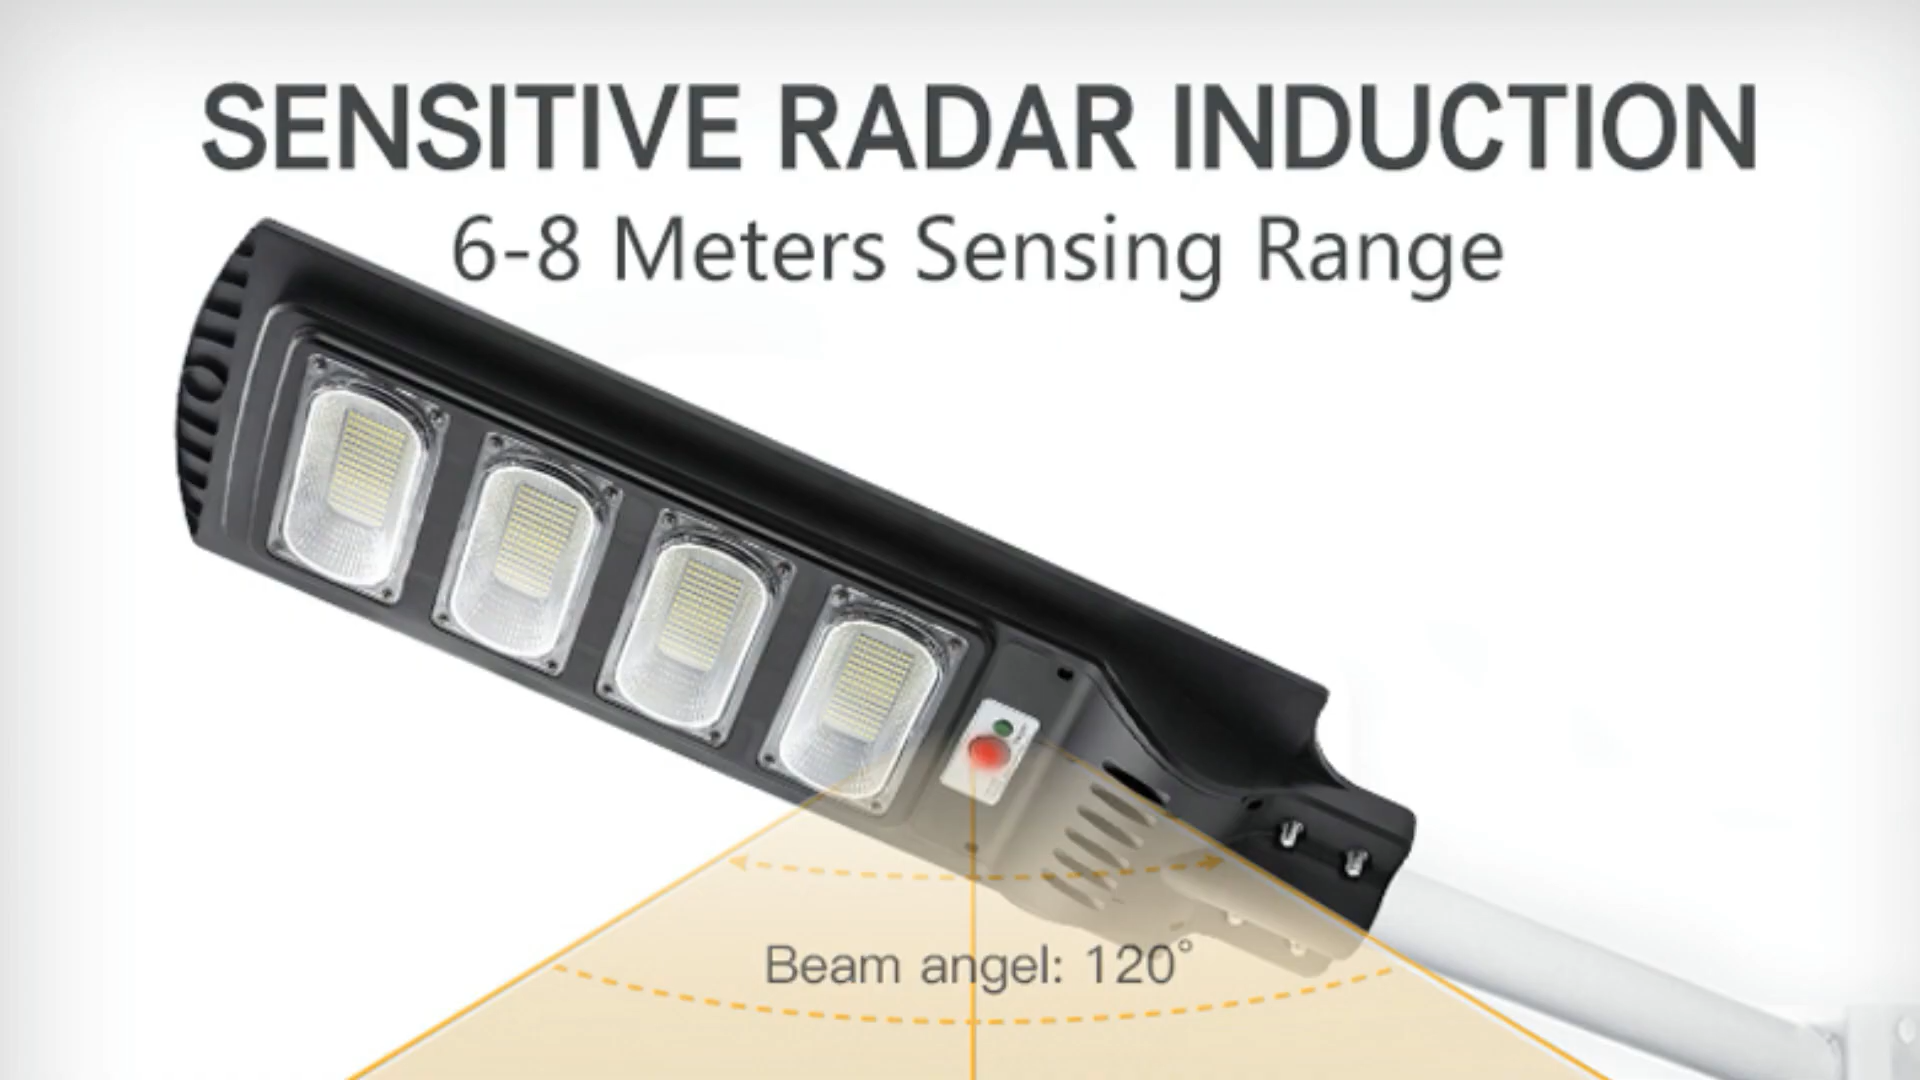 SENSITIVE RADAR INDUCTION
6-8 Meters Sensing Range
Beam angel: 120°